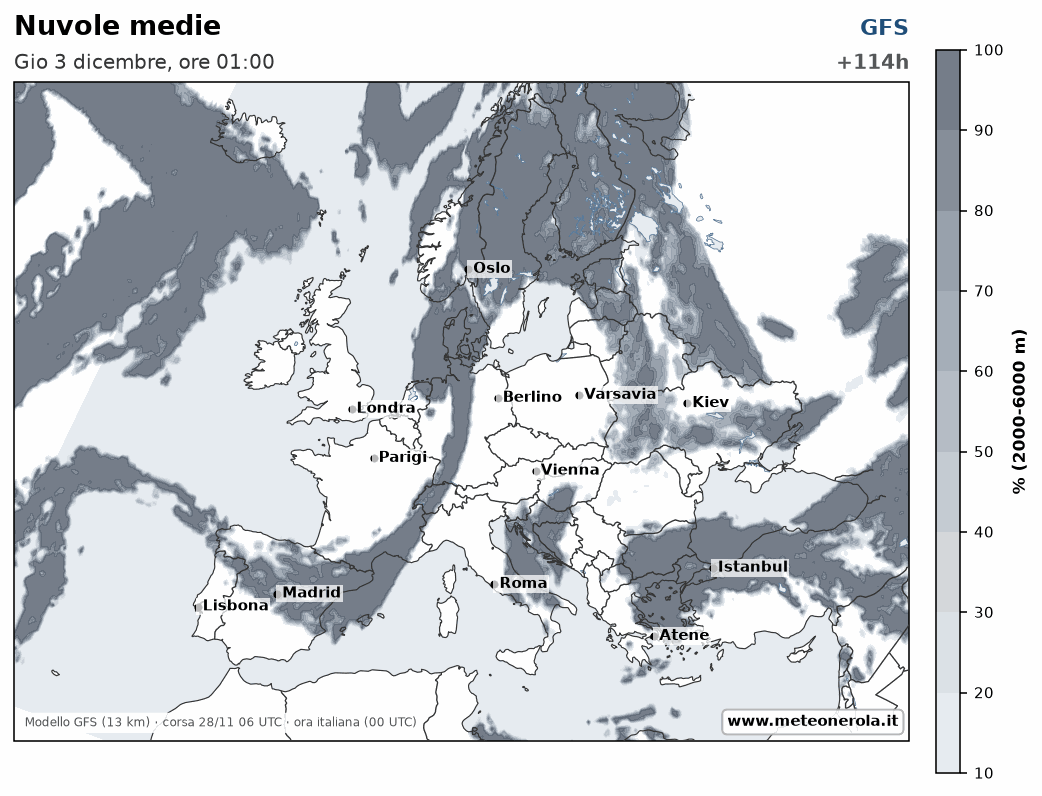 Nuvole medie
GFS
Gio 3 dicembre, ore 01:00
+114h
100
90
80
70
60
50
40
30
20
10
% (2000-6000 m)
Oslo
Berlino
Varsavia
Kiev
Londra
Parigi
Vienna
Istanbul
Roma
Madrid
Lisbona
Atene
Modello GFS (13 km) · corsa 28/11 06 UTC · ora italiana (00 UTC)
www.meteonerola.it